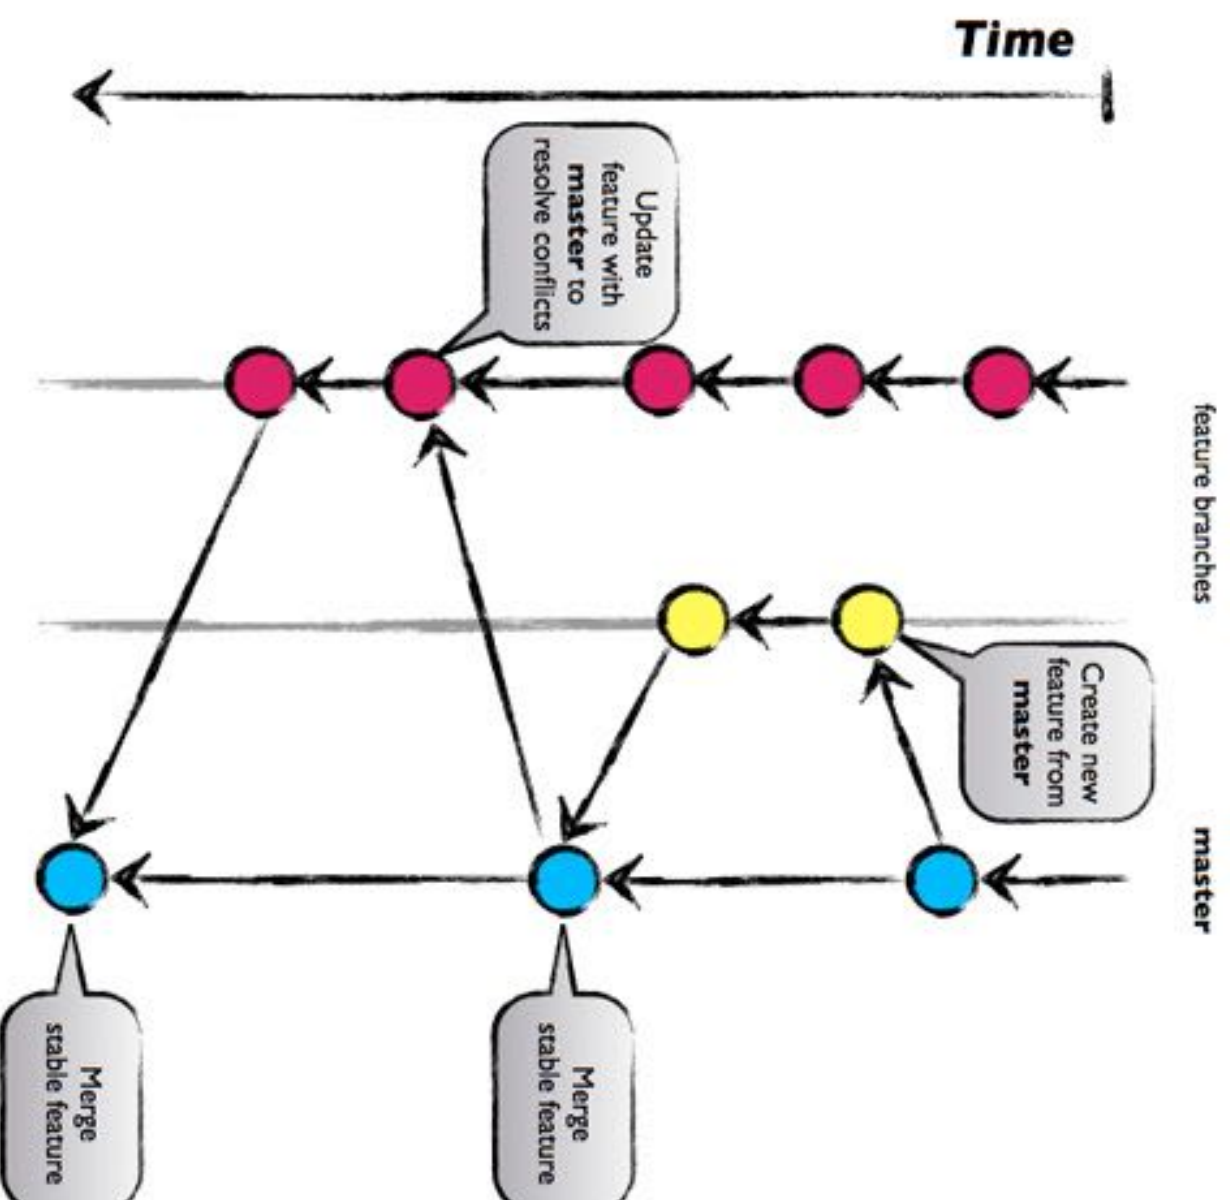 Time
feature branches
master
Update
feature with
master to
resolve conflicts
Create new
feature from
master
Merge
stable feature
Merge
stable feature